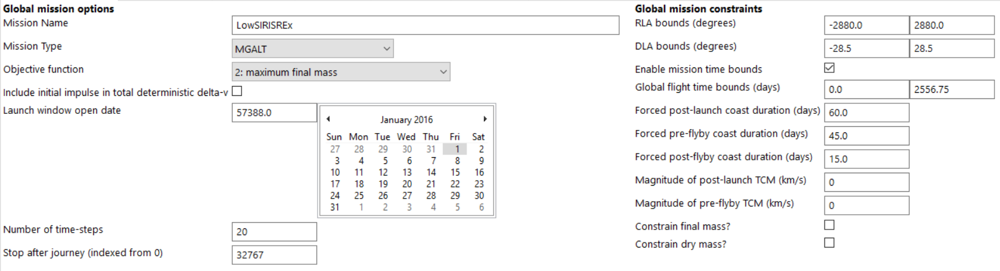 Global mission options
Mission Name LowSIRISREx
Mission Type MGALT
Objective function 2: maximum final mass
Include initial impulse in total deterministic delta-v
Launch window open date 57388.0
January 2016
Sun Mon Tue Wed Thu Fri Sat
27 28 29 30 31 1 2
3 4 5 6 7 8 9
10 11 12 13 14 15 16
17 18 19 20 21 22 23
24 25 26 27 28 29 30
31 1 2 3 4 5 6
Number of time-steps 20
Stop after journey (indexed from 0) 32767
Global mission constraints
RLA bounds (degrees) -2880.0 2880.0
DLA bounds (degrees) -28.5 28.5
Enable mission time bounds
Global flight time bounds (days) 0.0 2556.75
Forced post-launch coast duration (days) 60.0
Forced pre-flyby coast duration (days) 45.0
Forced post-flyby coast duration (days) 15.0
Magnitude of post-launch TCM (km/s) 0
Magnitude of pre-flyby TCM (km/s) 0
Constrain final mass?
Constrain dry mass?